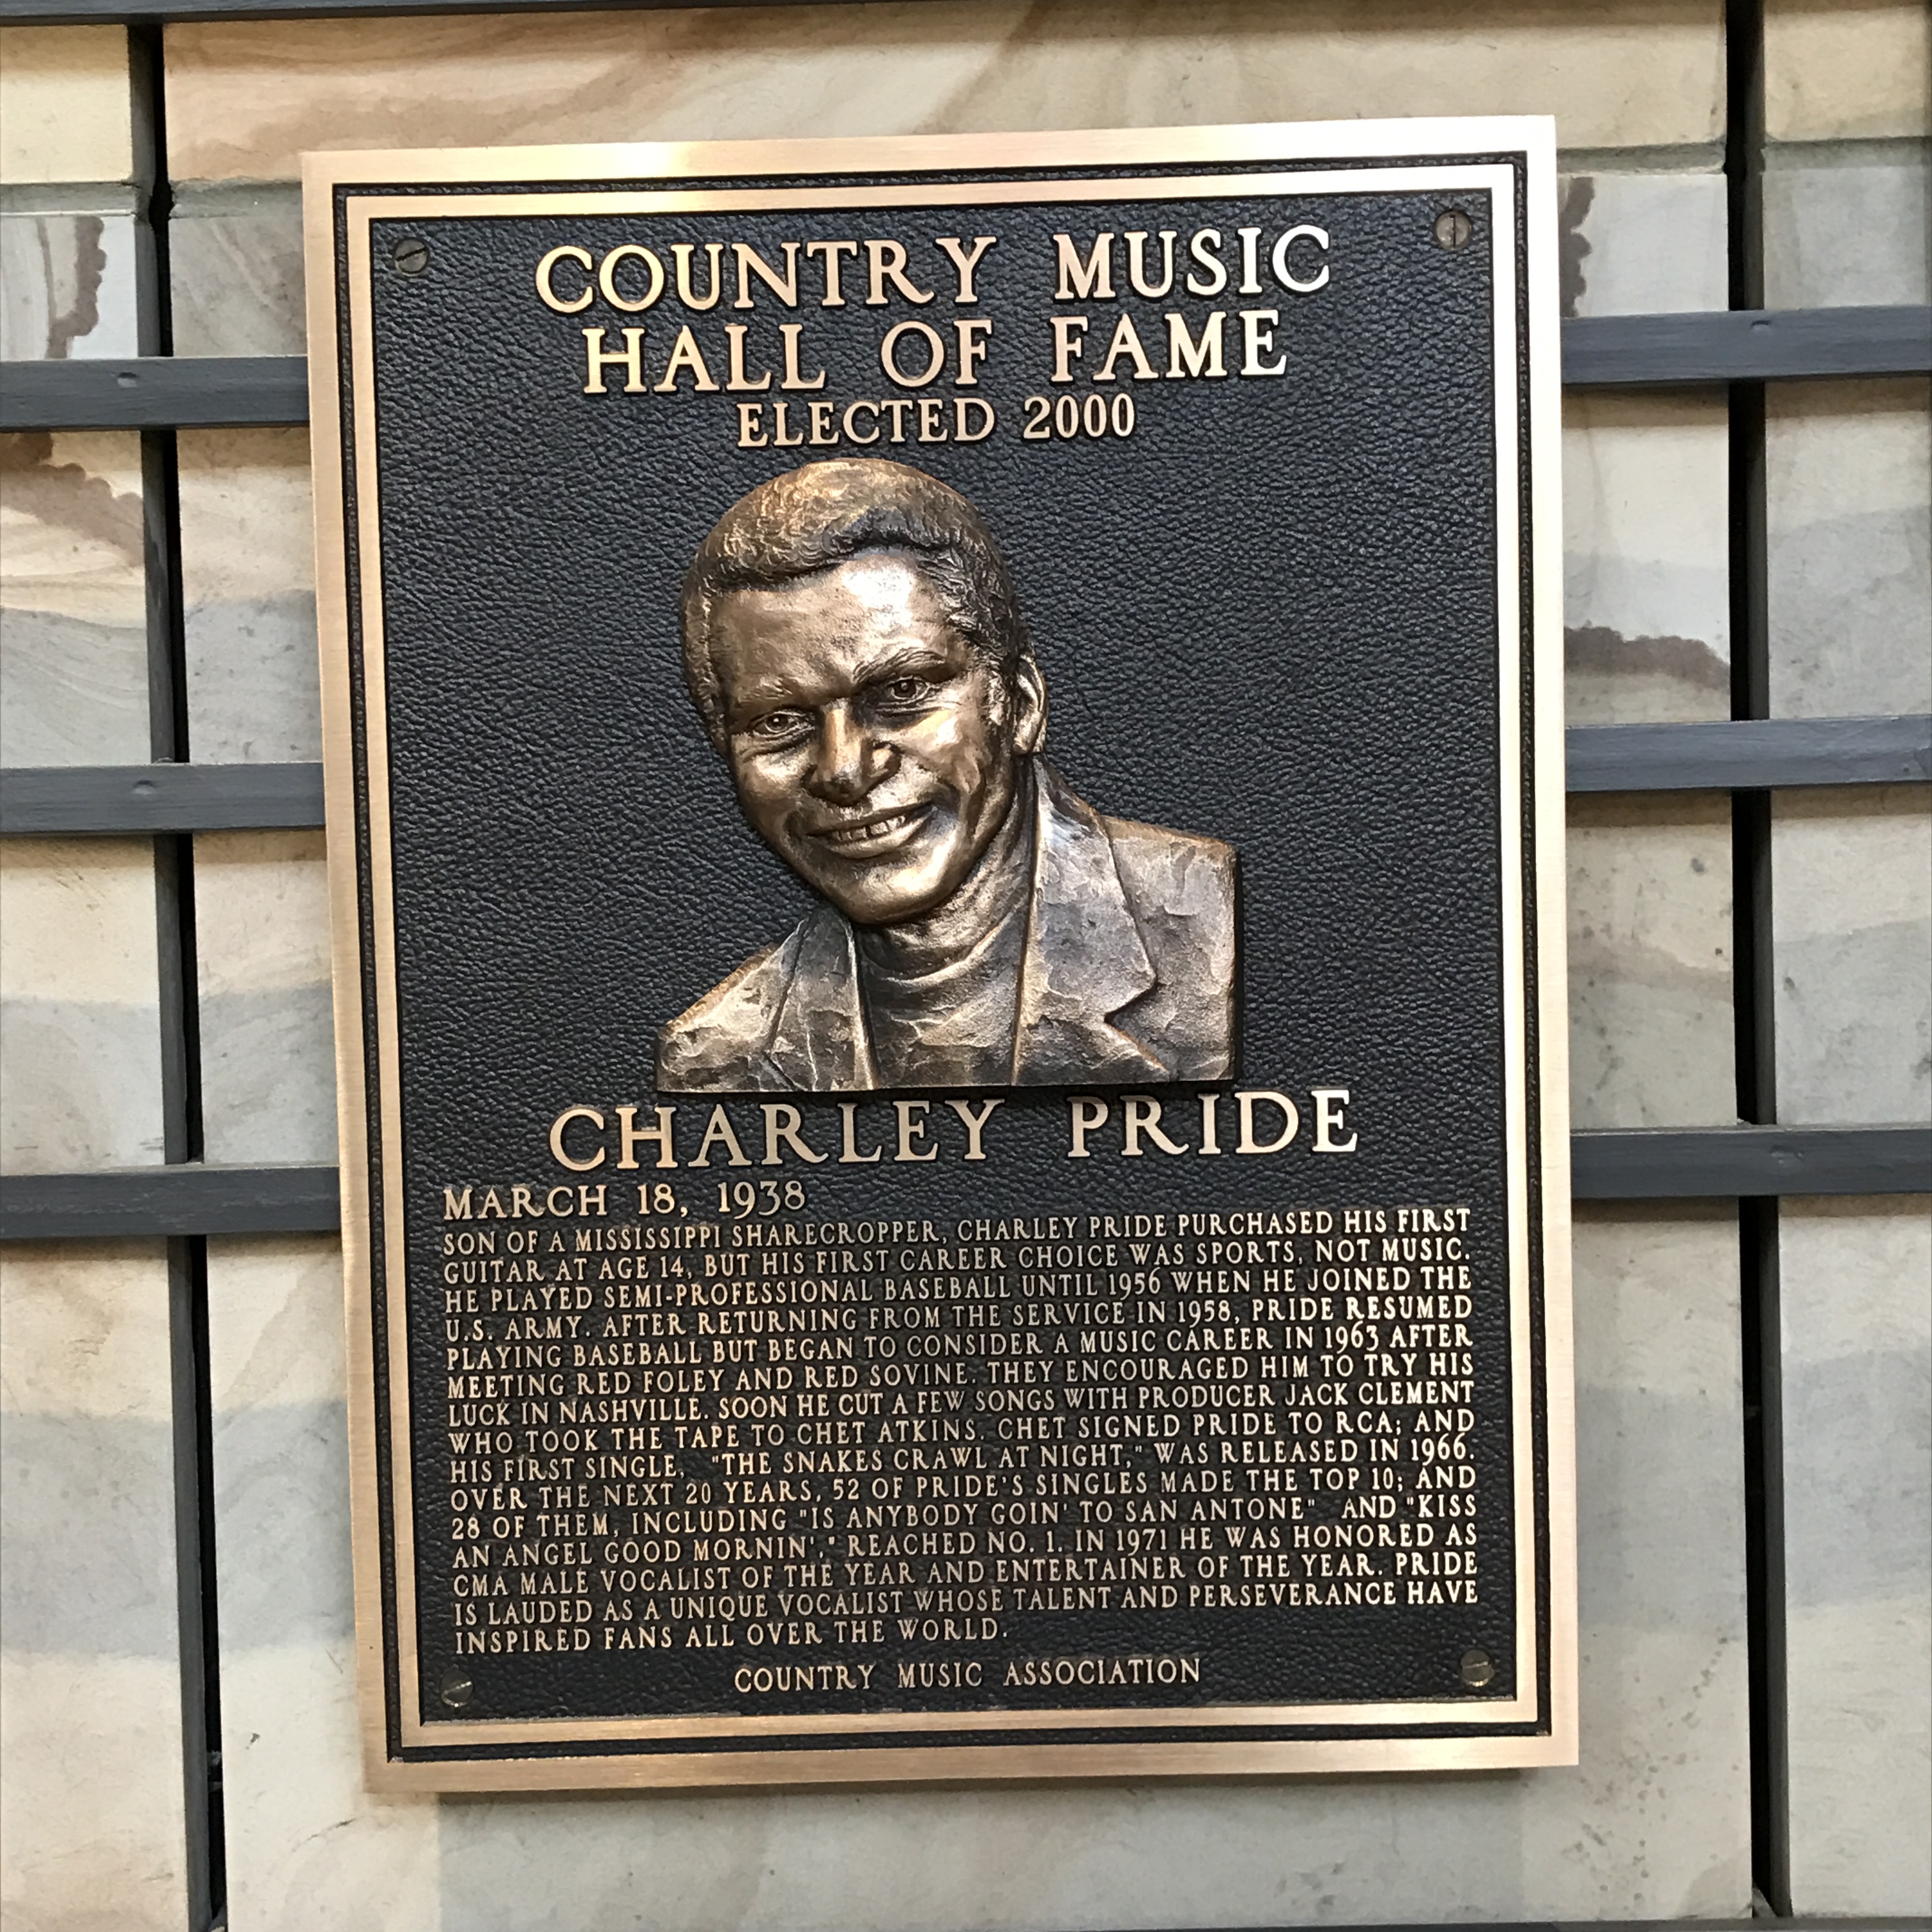 COUNTRY MUSIC
HALL OF FAME
ELECTED 2000
CHARLEY PRIDE
MARCH 18, 1938
SON OF A MISSISSIPPI SHARECROPPER, CHARLEY PRIDE PURCHASED HIS FIRST
GUITAR AT AGE 14, BUT HIS FIRST CAREER CHOICE WAS SPORTS, NOT MUSIC.
HE PLAYED SEMI-PROFESSIONAL BASEBALL UNTIL 1956 WHEN HE JOINED THE
U.S. ARMY. AFTER RETURNING FROM THE SERVICE IN 1958, PRIDE RESUMED
PLAYING BASEBALL BUT BEGAN TO CONSIDER A MUSIC CAREER IN 1963 AFTER
MEETING RED FOLEY AND RED SOVINE. THEY ENCOURAGED HIM TO TRY HIS
LUCK IN NASHVILLE. SOON HE CUT A FEW SONGS WITH PRODUCER JACK CLEMENT
WHO TOOK THE TAPE TO CHET ATKINS. CHET SIGNED PRIDE TO RCA; AND
HIS FIRST SINGLE, "THE SNAKES CRAWL AT NIGHT," WAS RELEASED IN 1966.
OVER THE NEXT 20 YEARS, 52 OF PRIDE'S SINGLES MADE THE TOP 10; AND
28 OF THEM, INCLUDING "IS ANYBODY GOIN' TO SAN ANTONE" AND "KISS
AN ANGEL GOOD MORNIN'," REACHED NO. 1. IN 1971 HE WAS HONORED AS
CMA MALE VOCALIST OF THE YEAR AND ENTERTAINER OF THE YEAR. PRIDE
IS LAUDED AS A UNIQUE VOCALIST WHOSE TALENT AND PERSEVERANCE HAVE
INSPIRED FANS ALL OVER THE WORLD.
COUNTRY MUSIC ASSOCIATION